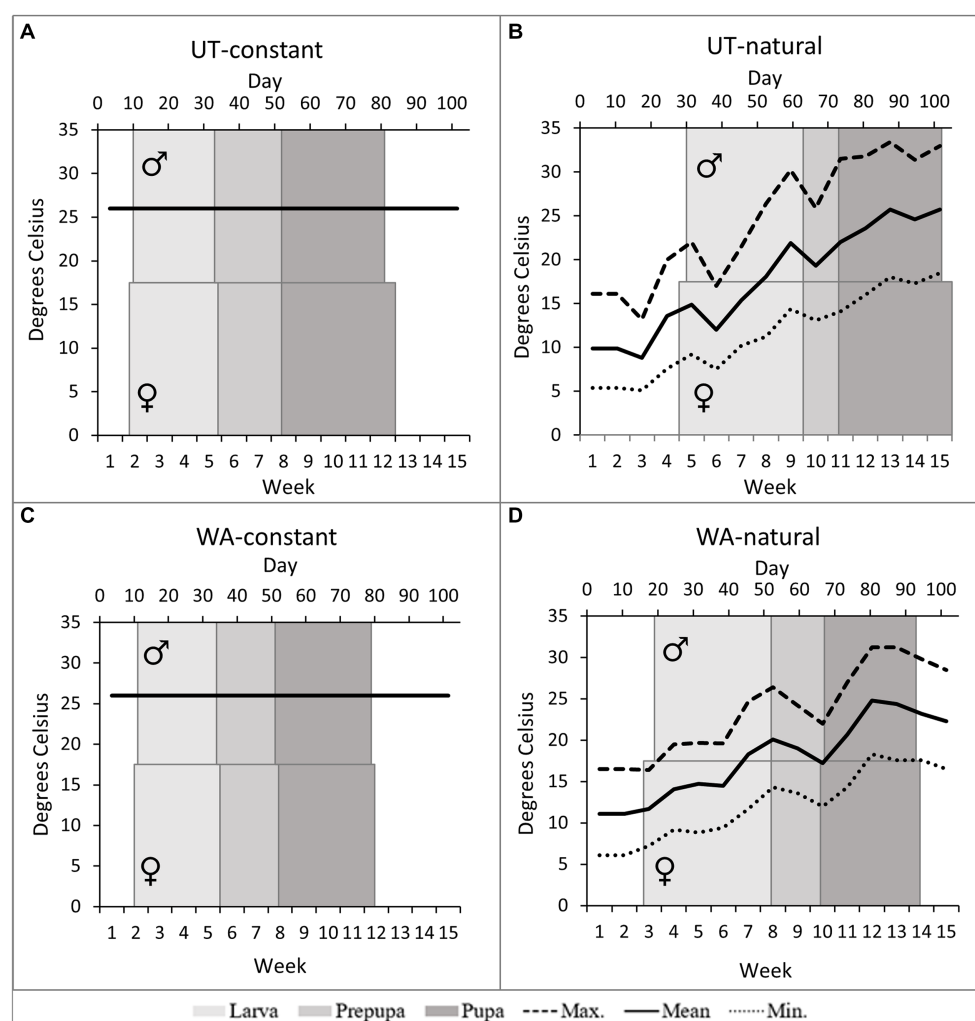 A
UT-constant
Day
0 10 20 30 40 50 60 70 80 90 100
35
30
25
20
15
10
5
0
Degrees Celsius
♂
♀
1 2 3 4 5 6 7 8 9 10 11 12 13 14 15
Week
B
UT-natural
Day
0 10 20 30 40 50 60 70 80 90 100
35
30
25
20
15
10
5
0
Degrees Celsius
♂
♀
1 2 3 4 5 6 7 8 9 10 11 12 13 14 15
Week
C
WA-constant
Day
0 10 20 30 40 50 60 70 80 90 100
35
30
25
20
15
10
5
0
Degrees Celsius
♂
♀
1 2 3 4 5 6 7 8 9 10 11 12 13 14 15
Week
D
WA-natural
Day
0 10 20 30 40 50 60 70 80 90 100
35
30
25
20
15
10
5
0
Degrees Celsius
♂
♀
1 2 3 4 5 6 7 8 9 10 11 12 13 14 15
Week
Larva Prepupa Pupa Max. Mean Min.